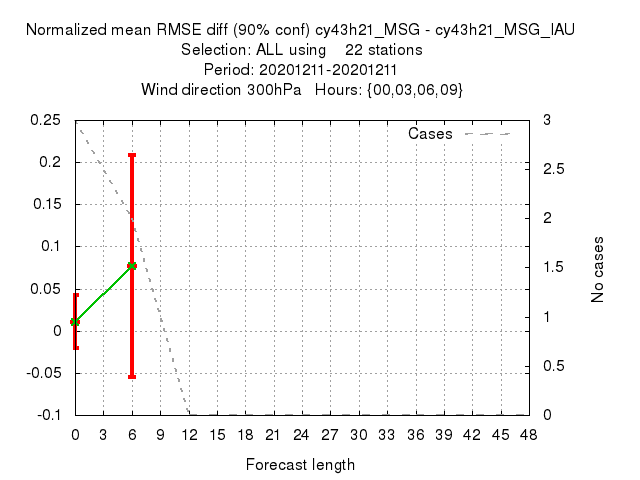 Normalized mean RMSE diff (90% conf) cy43h21_MSG - cy43h21_MSG_IAU
Selection: ALL using 22 stations
Period: 20201211-20201211
Wind direction 300hPa Hours: {00,03,06,09}
0.25
0.2
0.15
0.1
0.05
0
-0.05
-0.1
Cases
3
2.5
2
1.5
1
0.5
0
No cases
0 3 6 9 12 15 18 21 24 27 30 33 36 39 42 45 48
Forecast length